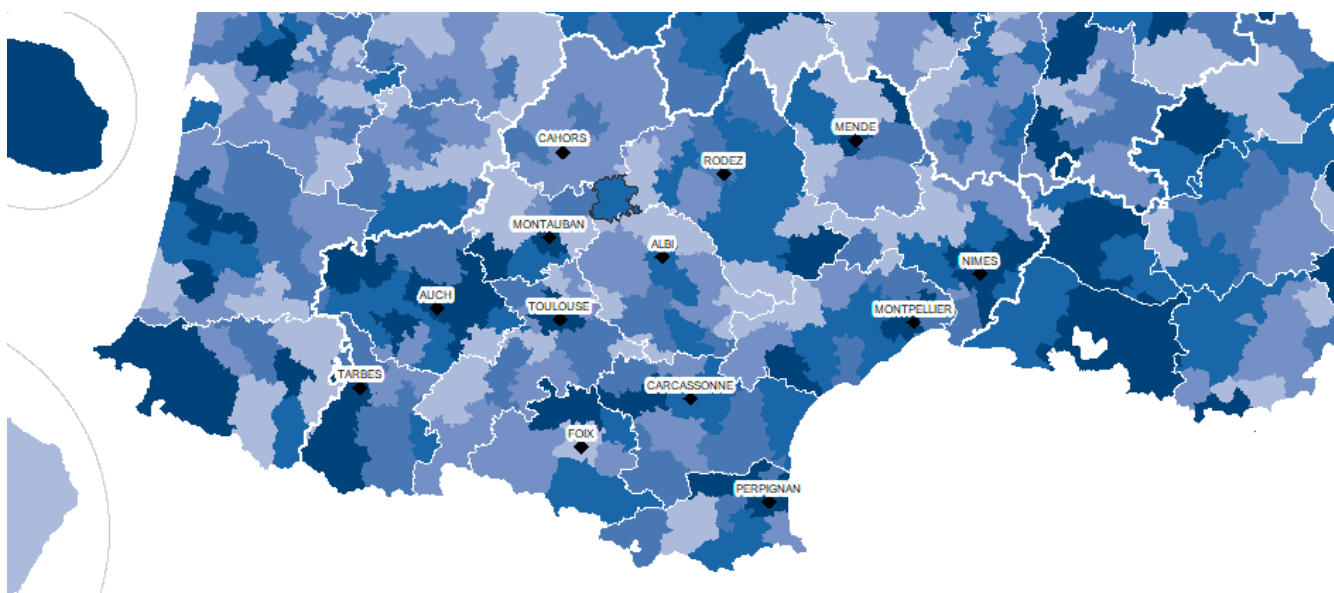 CAHORS
MENDE
RODEZ
MONTAUBAN
ALBI
NIMES
AUCH
TOULOUSE
MONTPELLIER
TARBES
CARCASSONNE
FOIX
PERPIGNAN